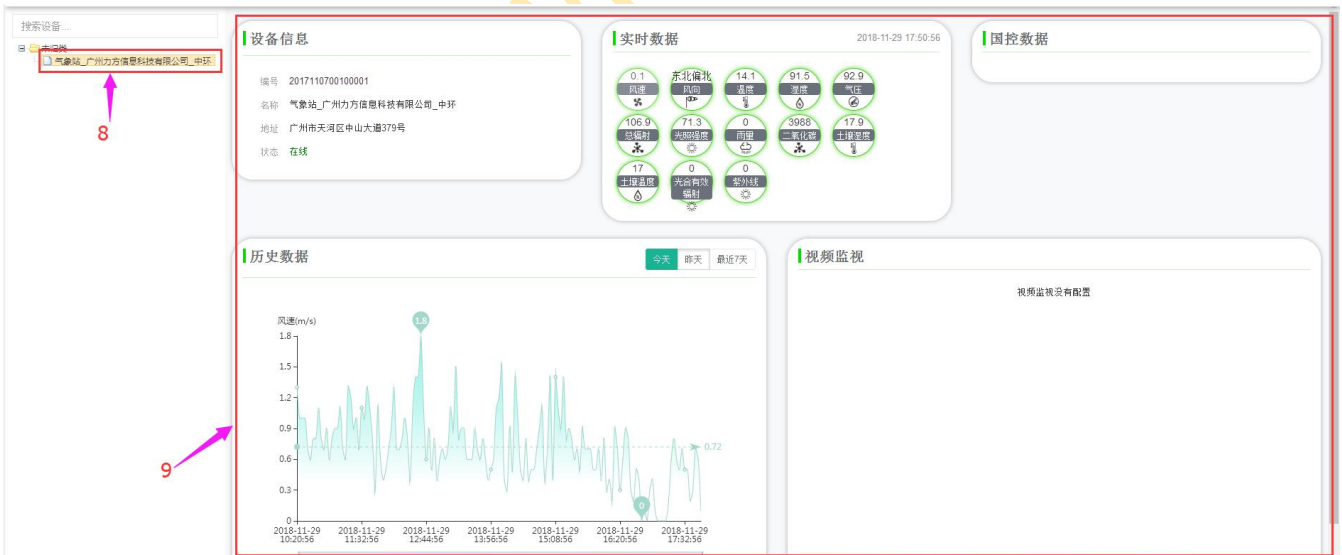 搜索设备...
未归类
气象站_广州力方信息科技有限公司_中环
8
设备信息
编号 2017110700100001
名称 气象站_广州力方信息科技有限公司_中环
地址 广州市天河区中山大道379号
状态 在线
实时数据
2018-11-29 17:50:56
0.1
风速
东北偏北
风向
14.1
温度
91.5
湿度
92.9
气压
106.9
总辐射
71.3
光照强度
0
雨量
3988
二氧化碳
17.9
土壤湿度
17
土壤温度
0
光合有效
辐射
0
紫外线
国控数据
9
历史数据
今天 昨天 最近7天
风速(m/s)
1.8
1.8
1.5
1.2
0.9
0.72
0.6
0.3
0
0
2018-11-29 2018-11-29 2018-11-29 2018-11-29 2018-11-29 2018-11-29 2018-11-29
10:20:56 11:32:56 12:44:56 13:56:56 15:08:56 16:20:56 17:32:56
视频监视
视频监视没有配置